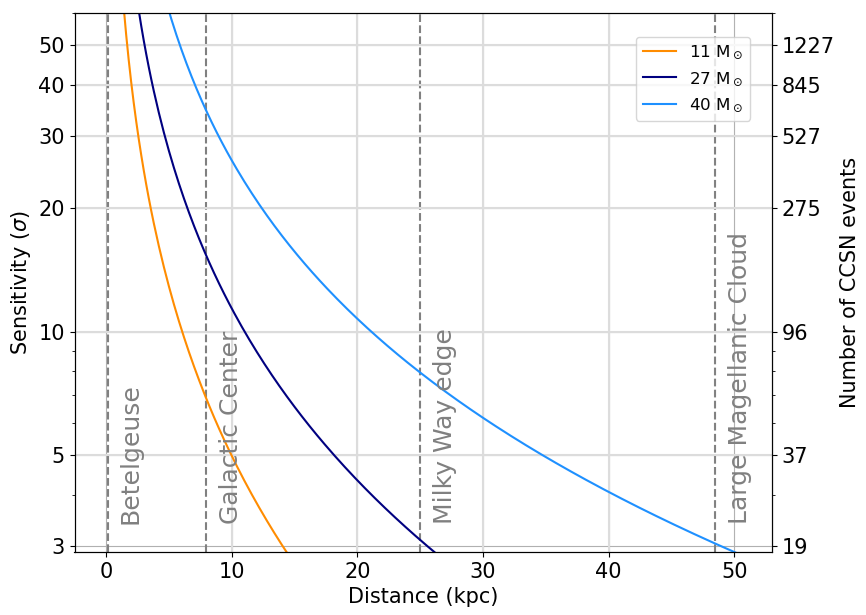 50
40
30
20
10
5
3
Sensitivity (σ)
11 M⊙
27 M⊙
40 M⊙
Betelgeuse
Galactic Center
Milky Way edge
Large Magellanic Cloud
1227
845
527
275
96
37
19
Number of CCSN events
0 10 20 30 40 50
Distance (kpc)